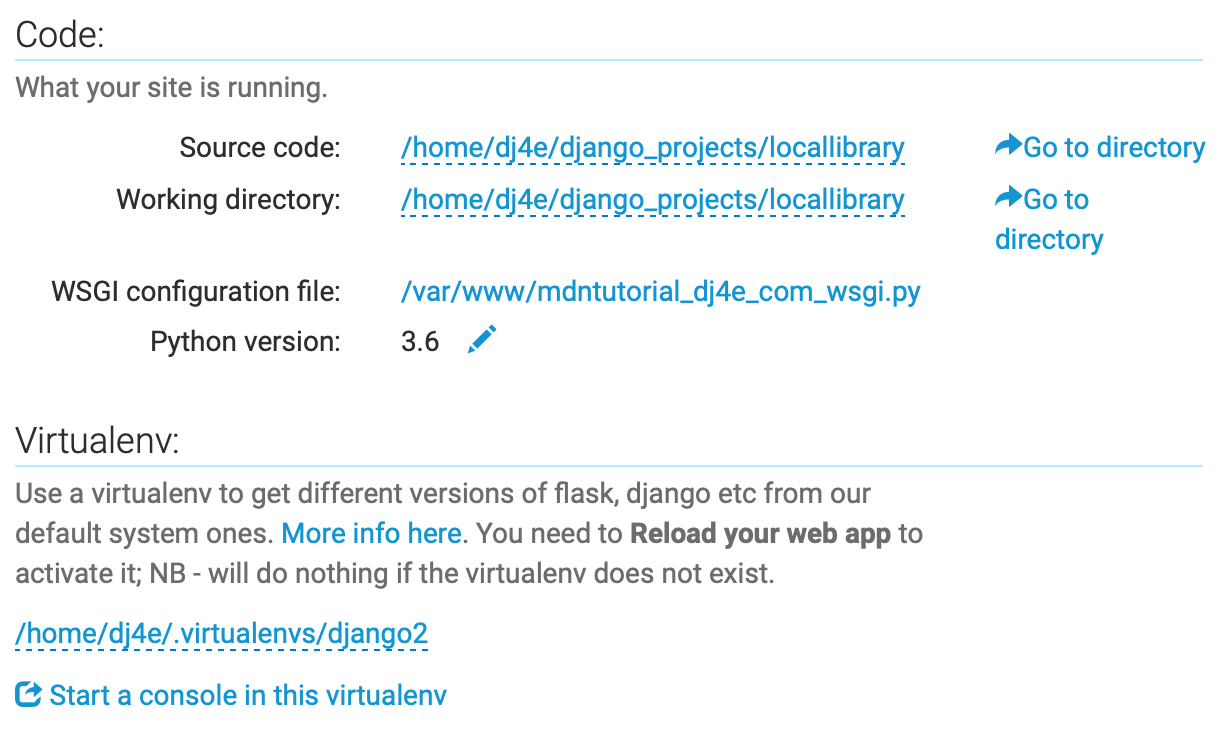 Code:
What your site is running.
Source code: /home/dj4e/django_projects/locallibrary Go to directory
Working directory: /home/dj4e/django_projects/locallibrary Go to
directory
WSGI configuration file: /var/www/mdntutorial_dj4e_com_wsgi.py
Python version: 3.6
Virtualenv:
Use a virtualenv to get different versions of flask, django etc from our
default system ones. More info here. You need to Reload your web app to
activate it; NB - will do nothing if the virtualenv does not exist.
/home/dj4e/.virtualenvs/django2
Start a console in this virtualenv